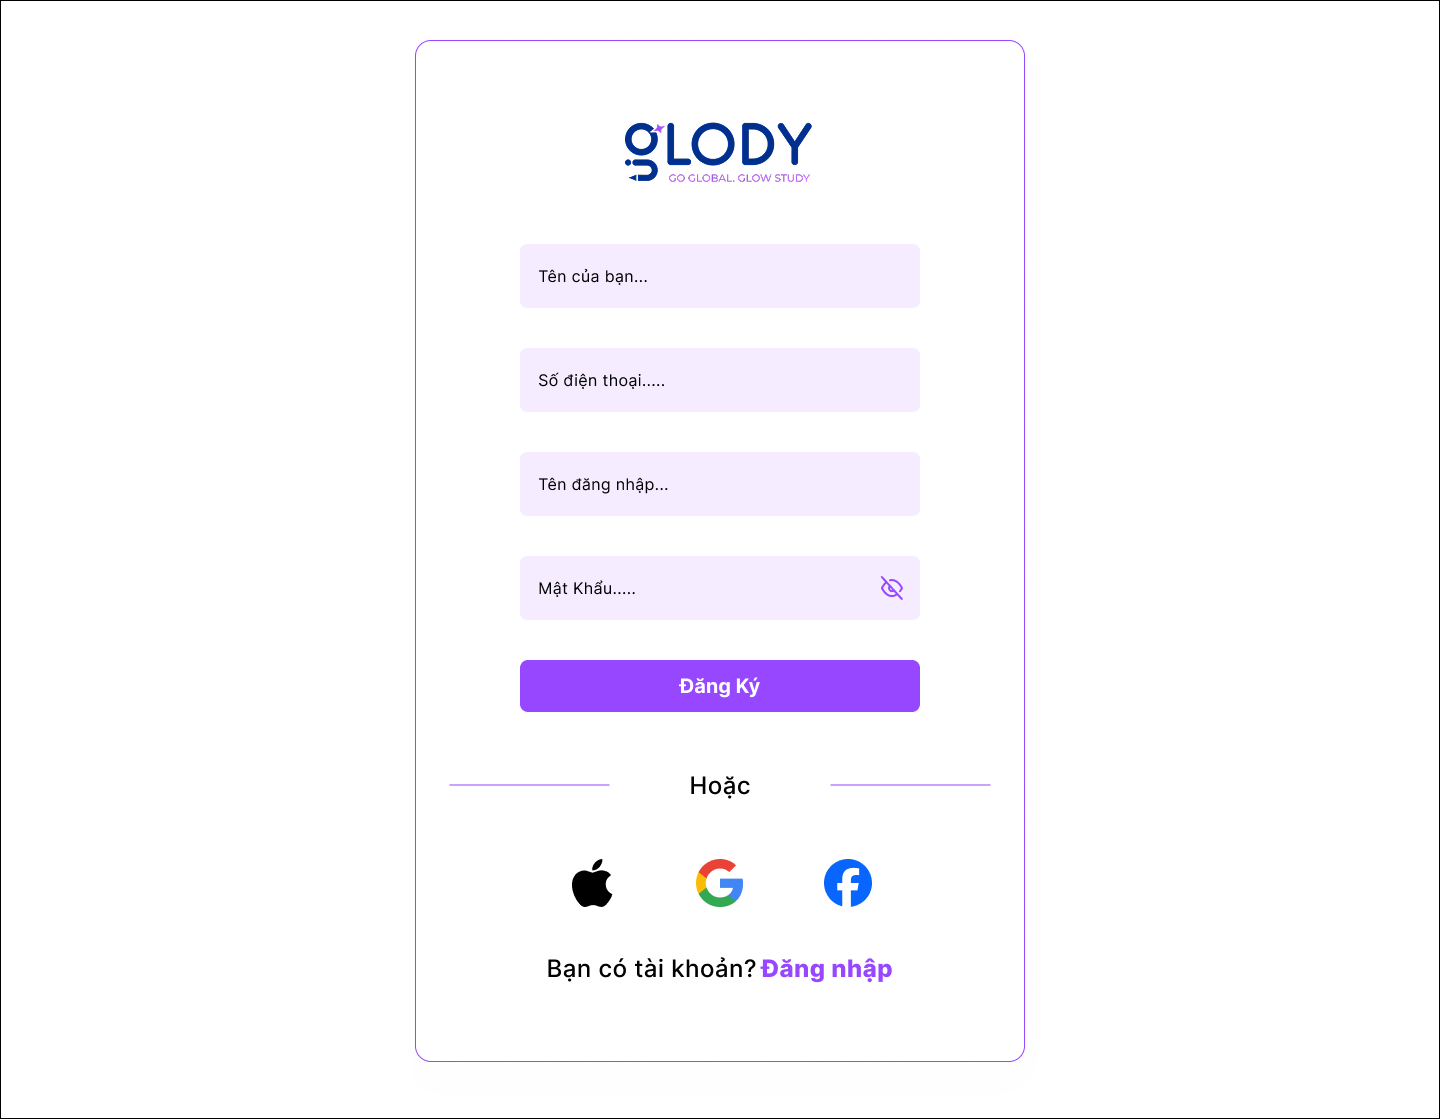 gLODY
GO GLOBAL. GLOW STUDY
Tên của bạn...
Số điện thoại.....
Tên đăng nhập...
Mật Khẩu.....
Đăng Ký
Hoặc
Bạn có tài khoản? Đăng nhập